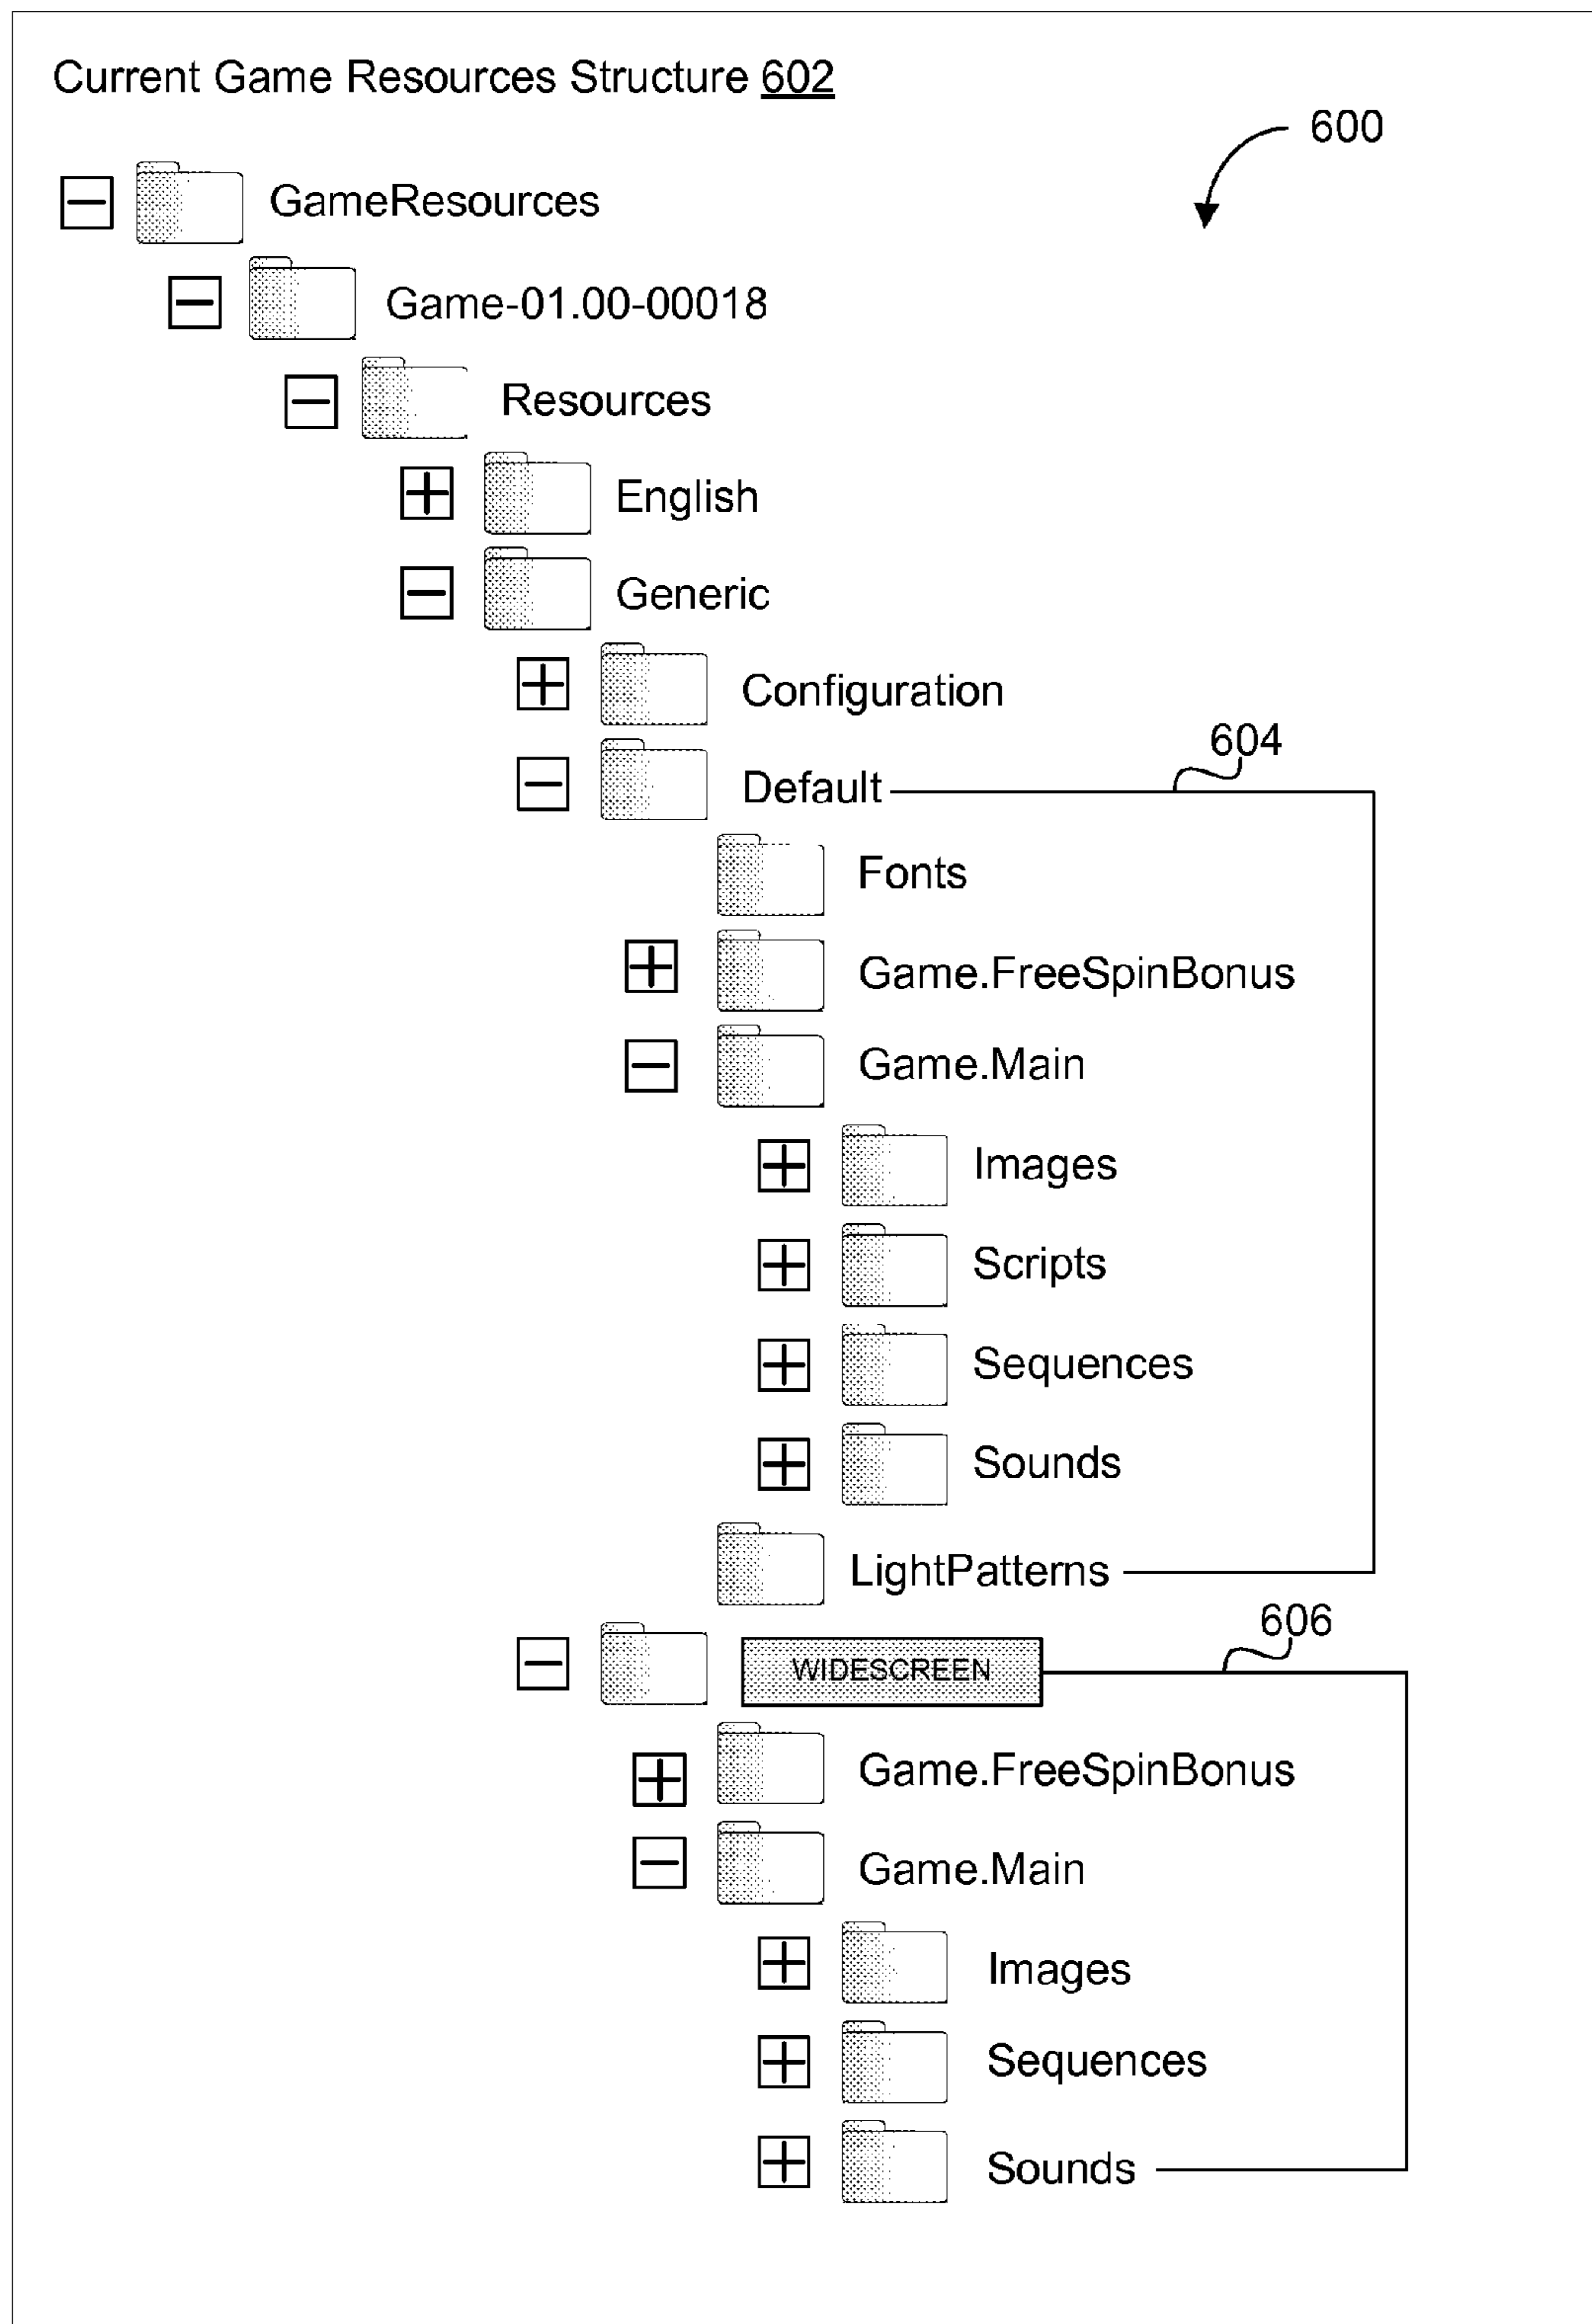 Current Game Resources Structure 602
600
GameResources
Game-01.00-00018
Resources
English
Generic
Configuration
604
Default
Fonts
Game.FreeSpinBonus
Game.Main
Images
Scripts
Sequences
Sounds
LightPatterns
606
WIDESCREEN
Game.FreeSpinBonus
Game.Main
Images
Sequences
Sounds